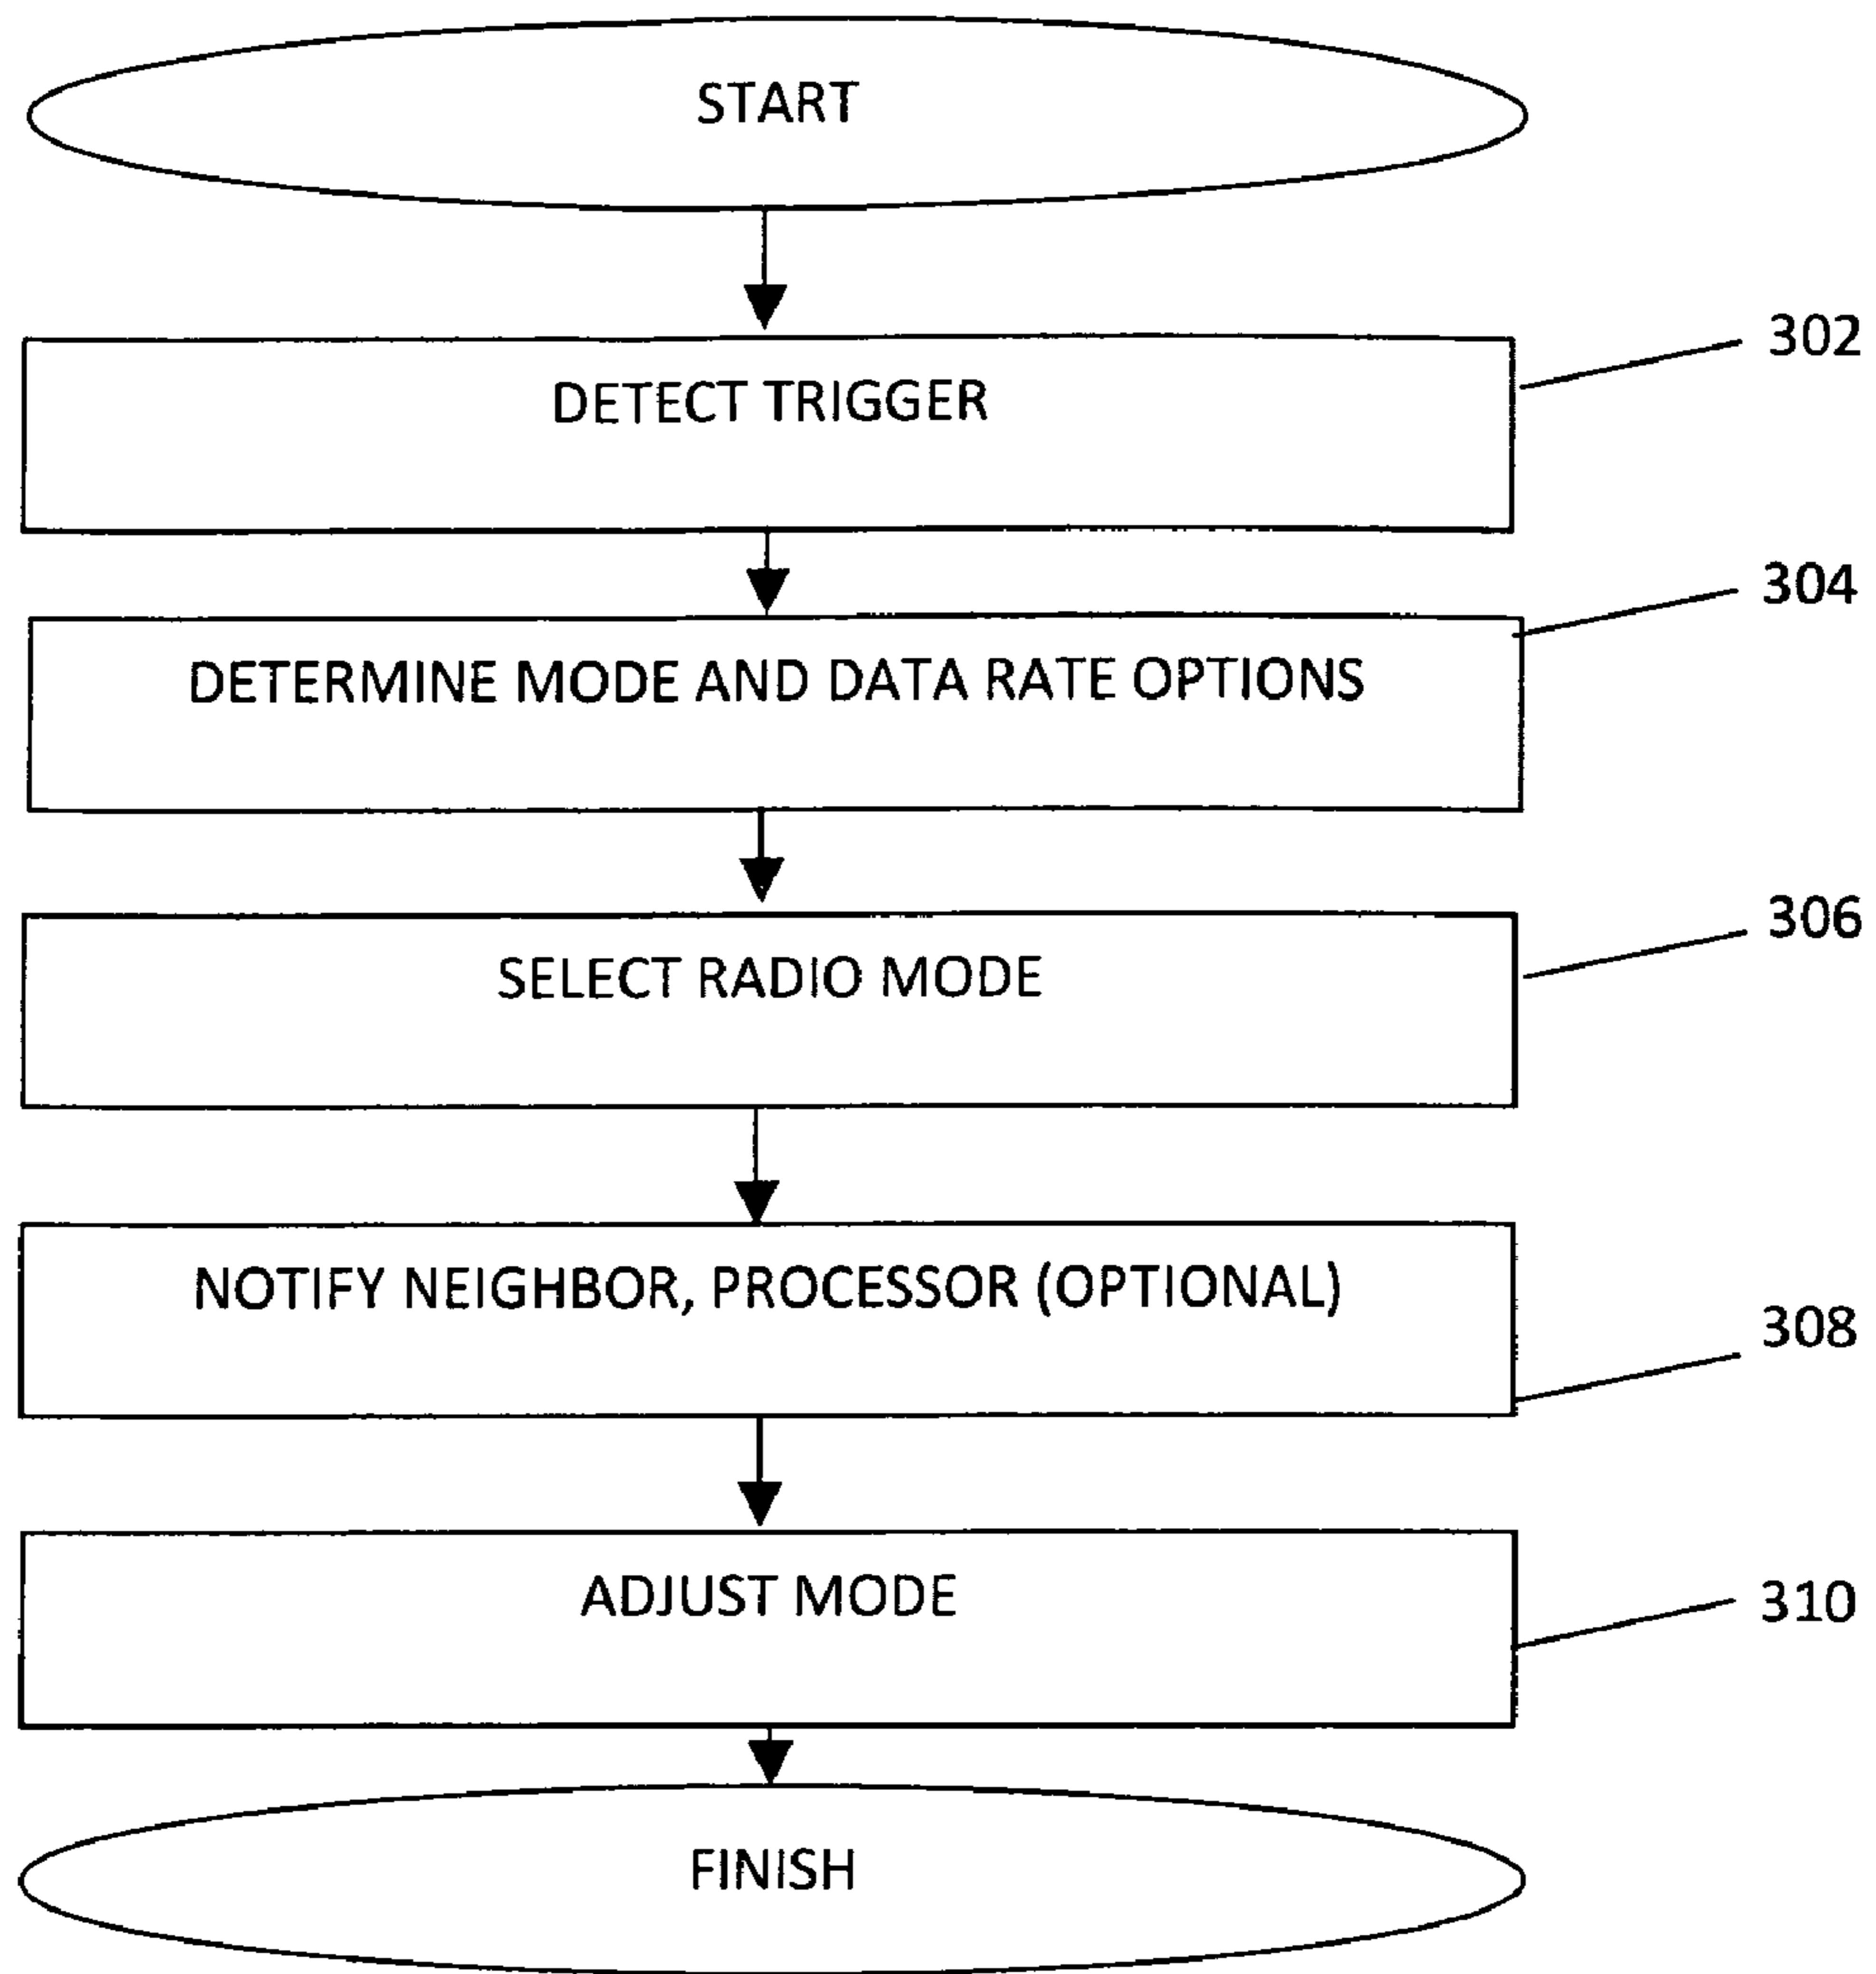 START
302
DETECT TRIGGER
304
DETERMINE MODE AND DATA RATE OPTIONS
306
SELECT RADIO MODE
NOTIFY NEIGHBOR, PROCESSOR (OPTIONAL)
308
ADJUST MODE
310
FINISH